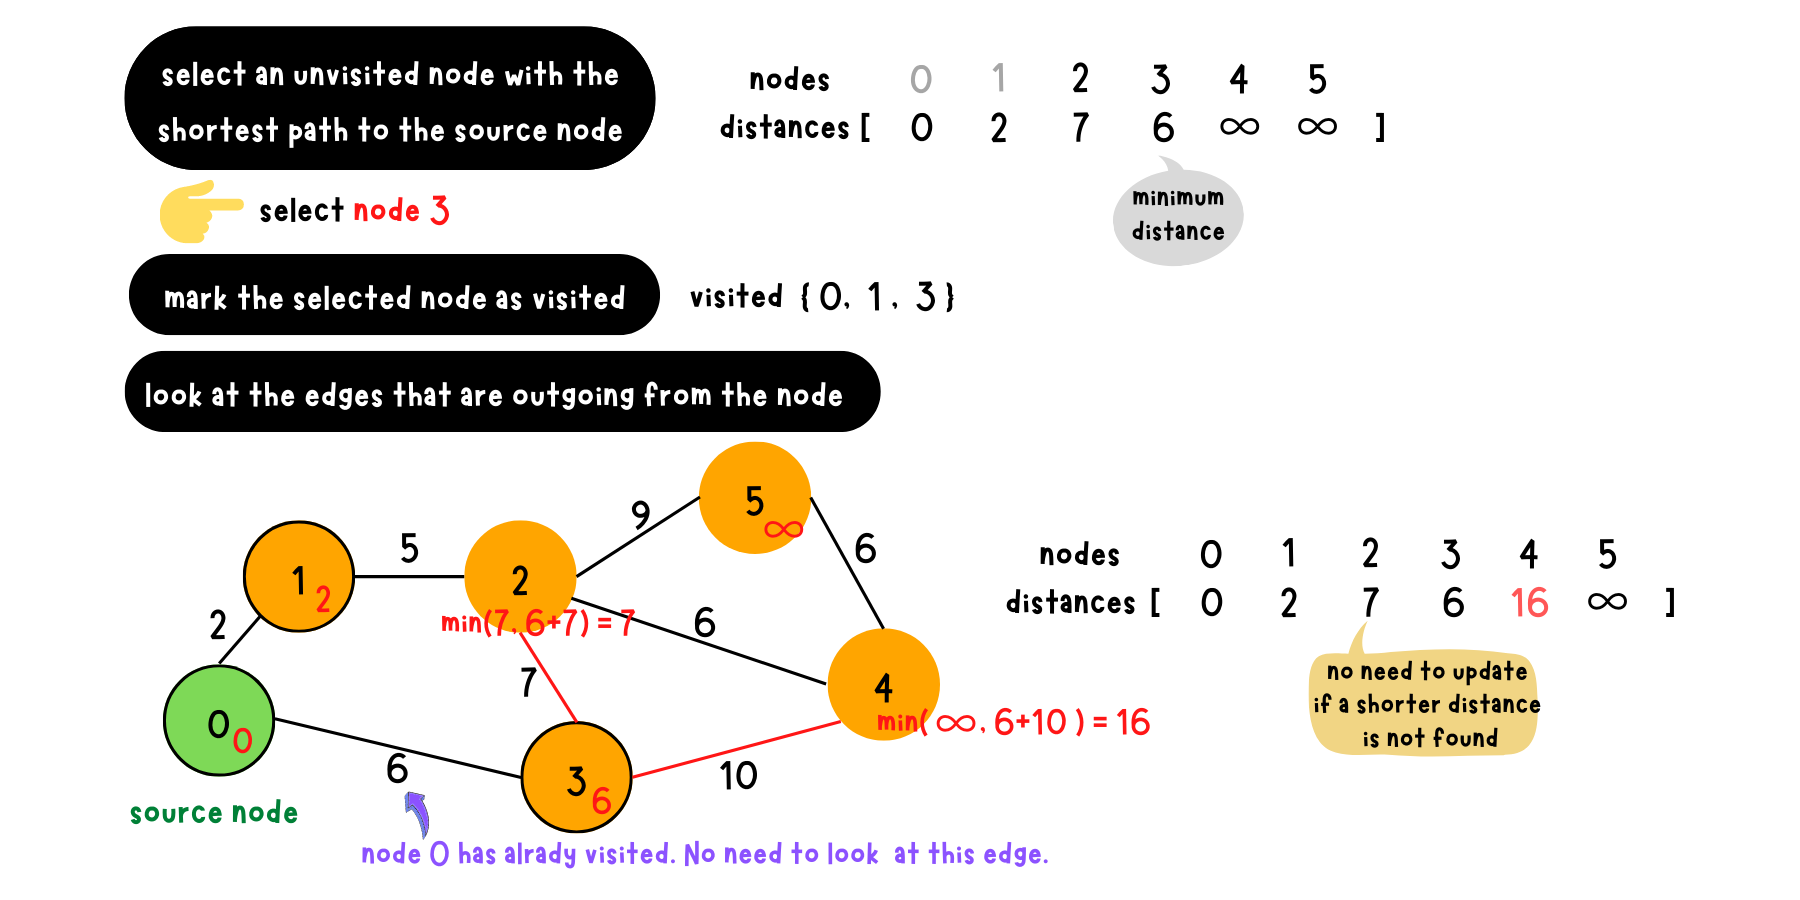 select an unvisited node with the
shortest path to the source node
nodes 0 1 2 3 4 5
distances [ 0 2 7 6 ∞ ∞ ]
minimum
distance
select node 3
mark the selected node as visited
visited { 0, 1, 3 }
look at the edges that are outgoing from the node
5
∞
9
6
5
1
2
2
min(7, 6+7) = 7
2
6
7
4
min( ∞, 6+10 ) = 16
0
0
6
3
6
10
source node
node 0 has alrady visited. No need to look at this edge.
nodes 0 1 2 3 4 5
distances [ 0 2 7 6 16 ∞ ]
no need to update
if a shorter distance
is not found